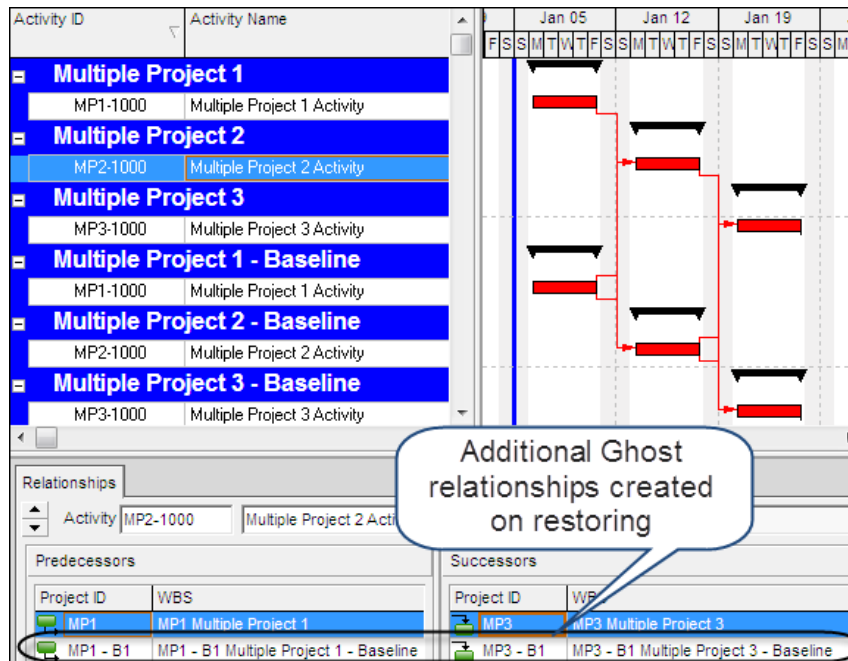 Activity ID Activity Name
Jan 05 Jan 12 Jan 19
F S S M T W T F S S M T W T F S S M T W T F S S M
Multiple Project 1
MP1-1000 Multiple Project 1 Activity
Multiple Project 2
MP2-1000 Multiple Project 2 Activity
Multiple Project 3
MP3-1000 Multiple Project 3 Activity
Multiple Project 1 - Baseline
MP1-1000 Multiple Project 1 Activity
Multiple Project 2 - Baseline
MP2-1000 Multiple Project 2 Activity
Multiple Project 3 - Baseline
MP3-1000 Multiple Project 3 Activity
Additional Ghost
relationships created
on restoring
Relationships
Activity MP2-1000 Multiple Project 2 Acti
Predecessors Successors
Project ID WBS Project ID
MP1 MP1 Multiple Project 1 MP3 MP3 Multiple Project 3
MP1 - B1 MP1 - B1 Multiple Project 1 - Baseline MP3 - B1 MP3 - B1 Multiple Project 3 - Baseline